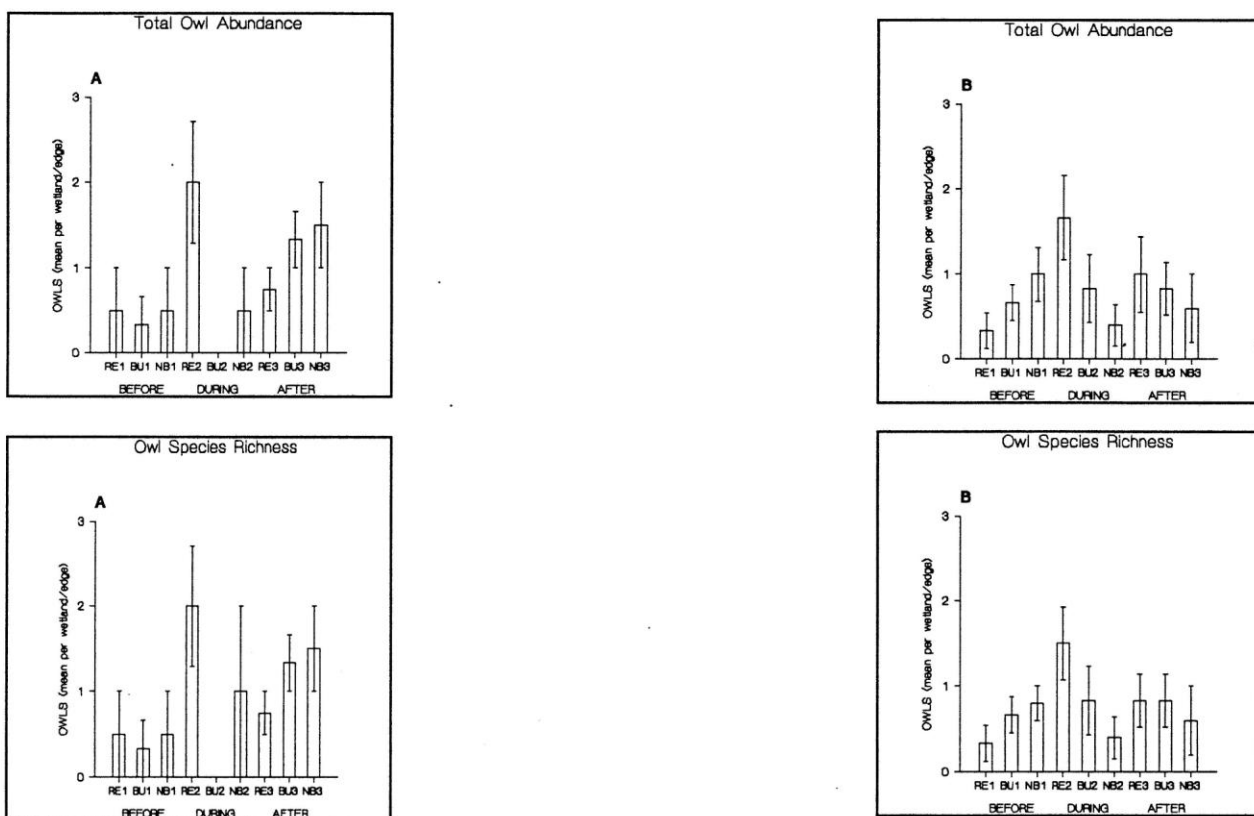 Total Owl Abundance
A
3
2
1
0
OWLS (mean per wetland/edge)
RE1 BU1 NB1 RE2 BU2 NB2 RE3 BU3 NB3
BEFORE DURING AFTER
Total Owl Abundance
B
3
2
1
0
OWLS (mean per wetland/edge)
RE1 BU1 NB1 RE2 BU2 NB2 RE3 BU3 NB3
BEFORE DURING AFTER
Owl Species Richness
A
3
2
1
0
OWLS (mean per wetland/edge)
RE1 BU1 NB1 RE2 BU2 NB2 RE3 BU3 NB3
BEFORE DURING AFTER
Owl Species Richness
B
3
2
1
0
OWLS (mean per wetland/edge)
RE1 BU1 NB1 RE2 BU2 NB2 RE3 BU3 NB3
BEFORE DURING AFTER